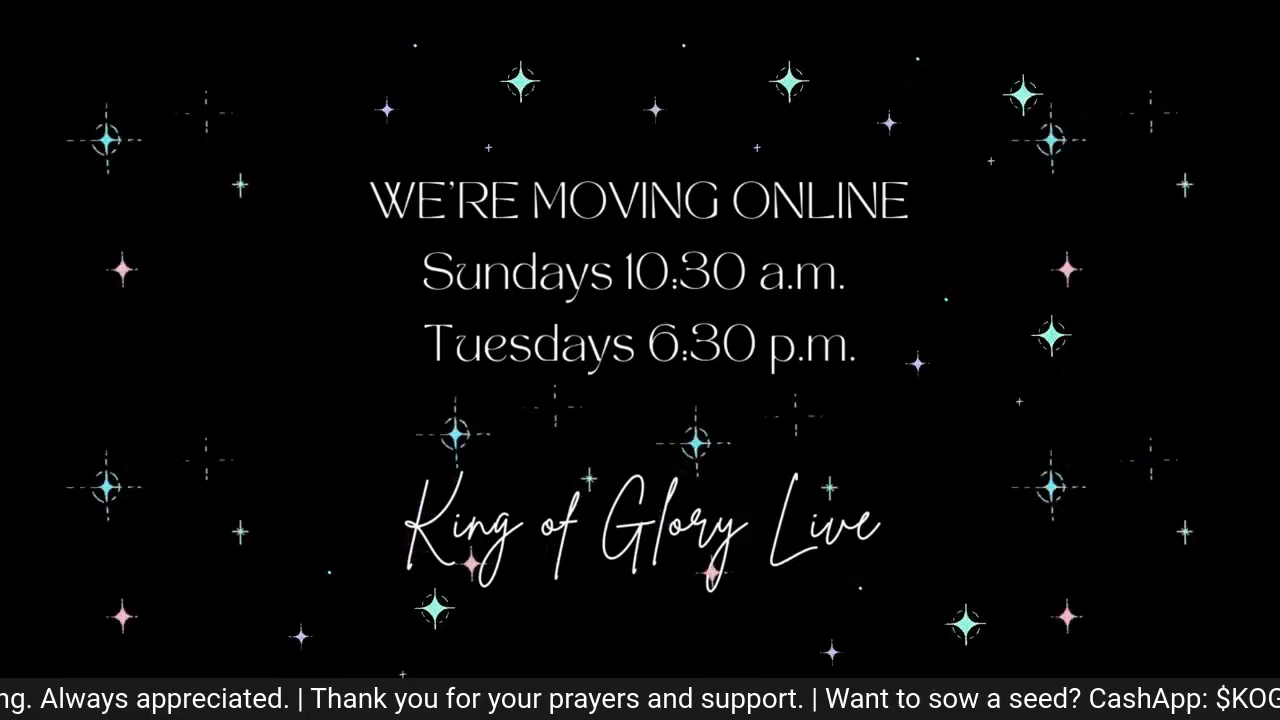 WE'RE MOVING ONLINE
Sundays 10:30 a.m.
Tuesdays 6:30 p.m.
King of Glory Live
ng. Always appreciated. | Thank you for your prayers and support. | Want to sow a seed? CashApp: $KOG